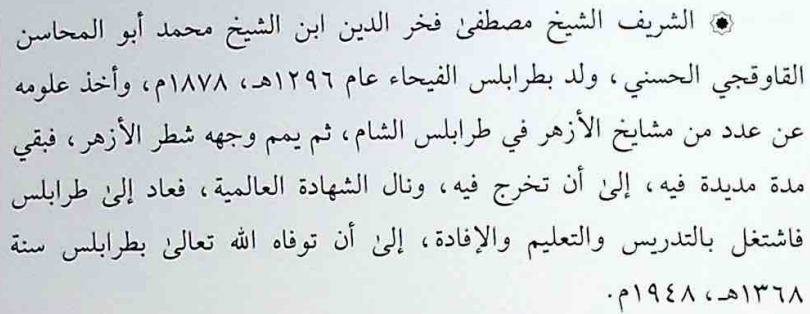 ۞ الشريف الشيخ مصطفىٰ فخر الدين ابن الشيخ محمد أبو المحاسن
القاوقجي الحسني، ولد بطرابلس الفيحاء عام ١٢٩٦هـ، ١٨٧٨م، وأخذ علومه
عن عدد من مشايخ الأزهر في طرابلس الشام، ثم يمم وجهه شطر الأزهر، فبقي
مدة مديدة فيه، إلىٰ أن تخرج فيه، ونال الشهادة العالمية، فعاد إلىٰ طرابلس
فاشتغل بالتدريس والتعليم والإفادة، إلىٰ أن توفاه الله تعالىٰ بطرابلس سنة
١٣٦٨هـ، ١٩٤٨م.